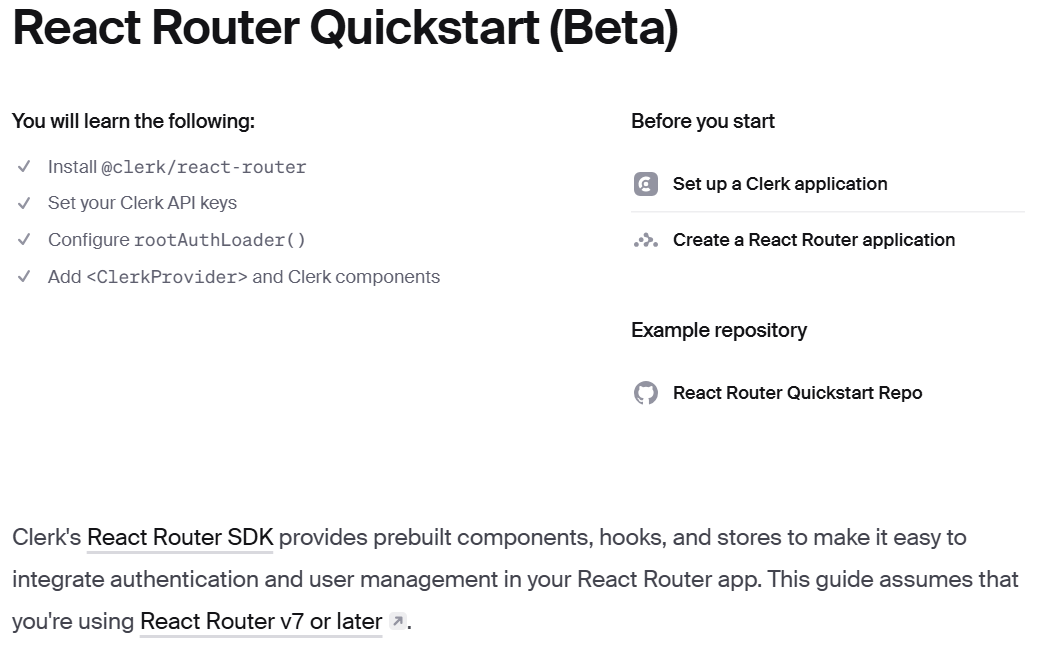 React Router Quickstart (Beta)
You will learn the following:
Install @clerk/react-router
Set your Clerk API keys
Configure rootAuthLoader()
Add <ClerkProvider> and Clerk components
Before you start
Set up a Clerk application
Create a React Router application
Example repository
React Router Quickstart Repo
Clerk's React Router SDK provides prebuilt components, hooks, and stores to make it easy to
integrate authentication and user management in your React Router app. This guide assumes that
you're using React Router v7 or later .